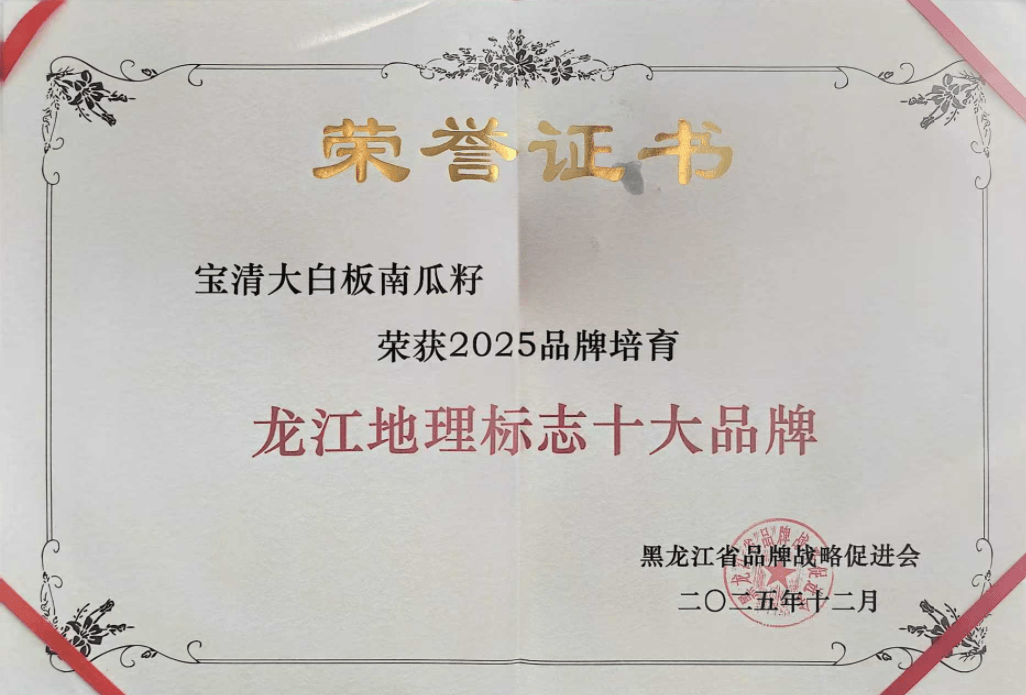 荣誉证书
宝清大白板南瓜籽
荣获2025品牌培育
龙江地理标志十大品牌
黑龙江省品牌战略促进会
二〇二五年十二月